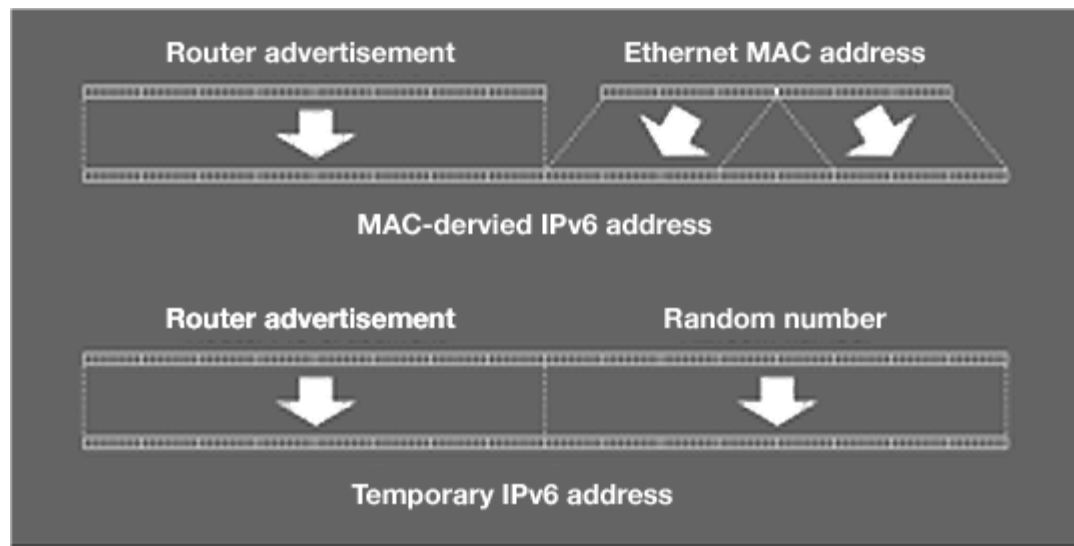 Router advertisement
Ethernet MAC address
MAC-dervied IPv6 address
Router advertisement
Random number
Temporary IPv6 address